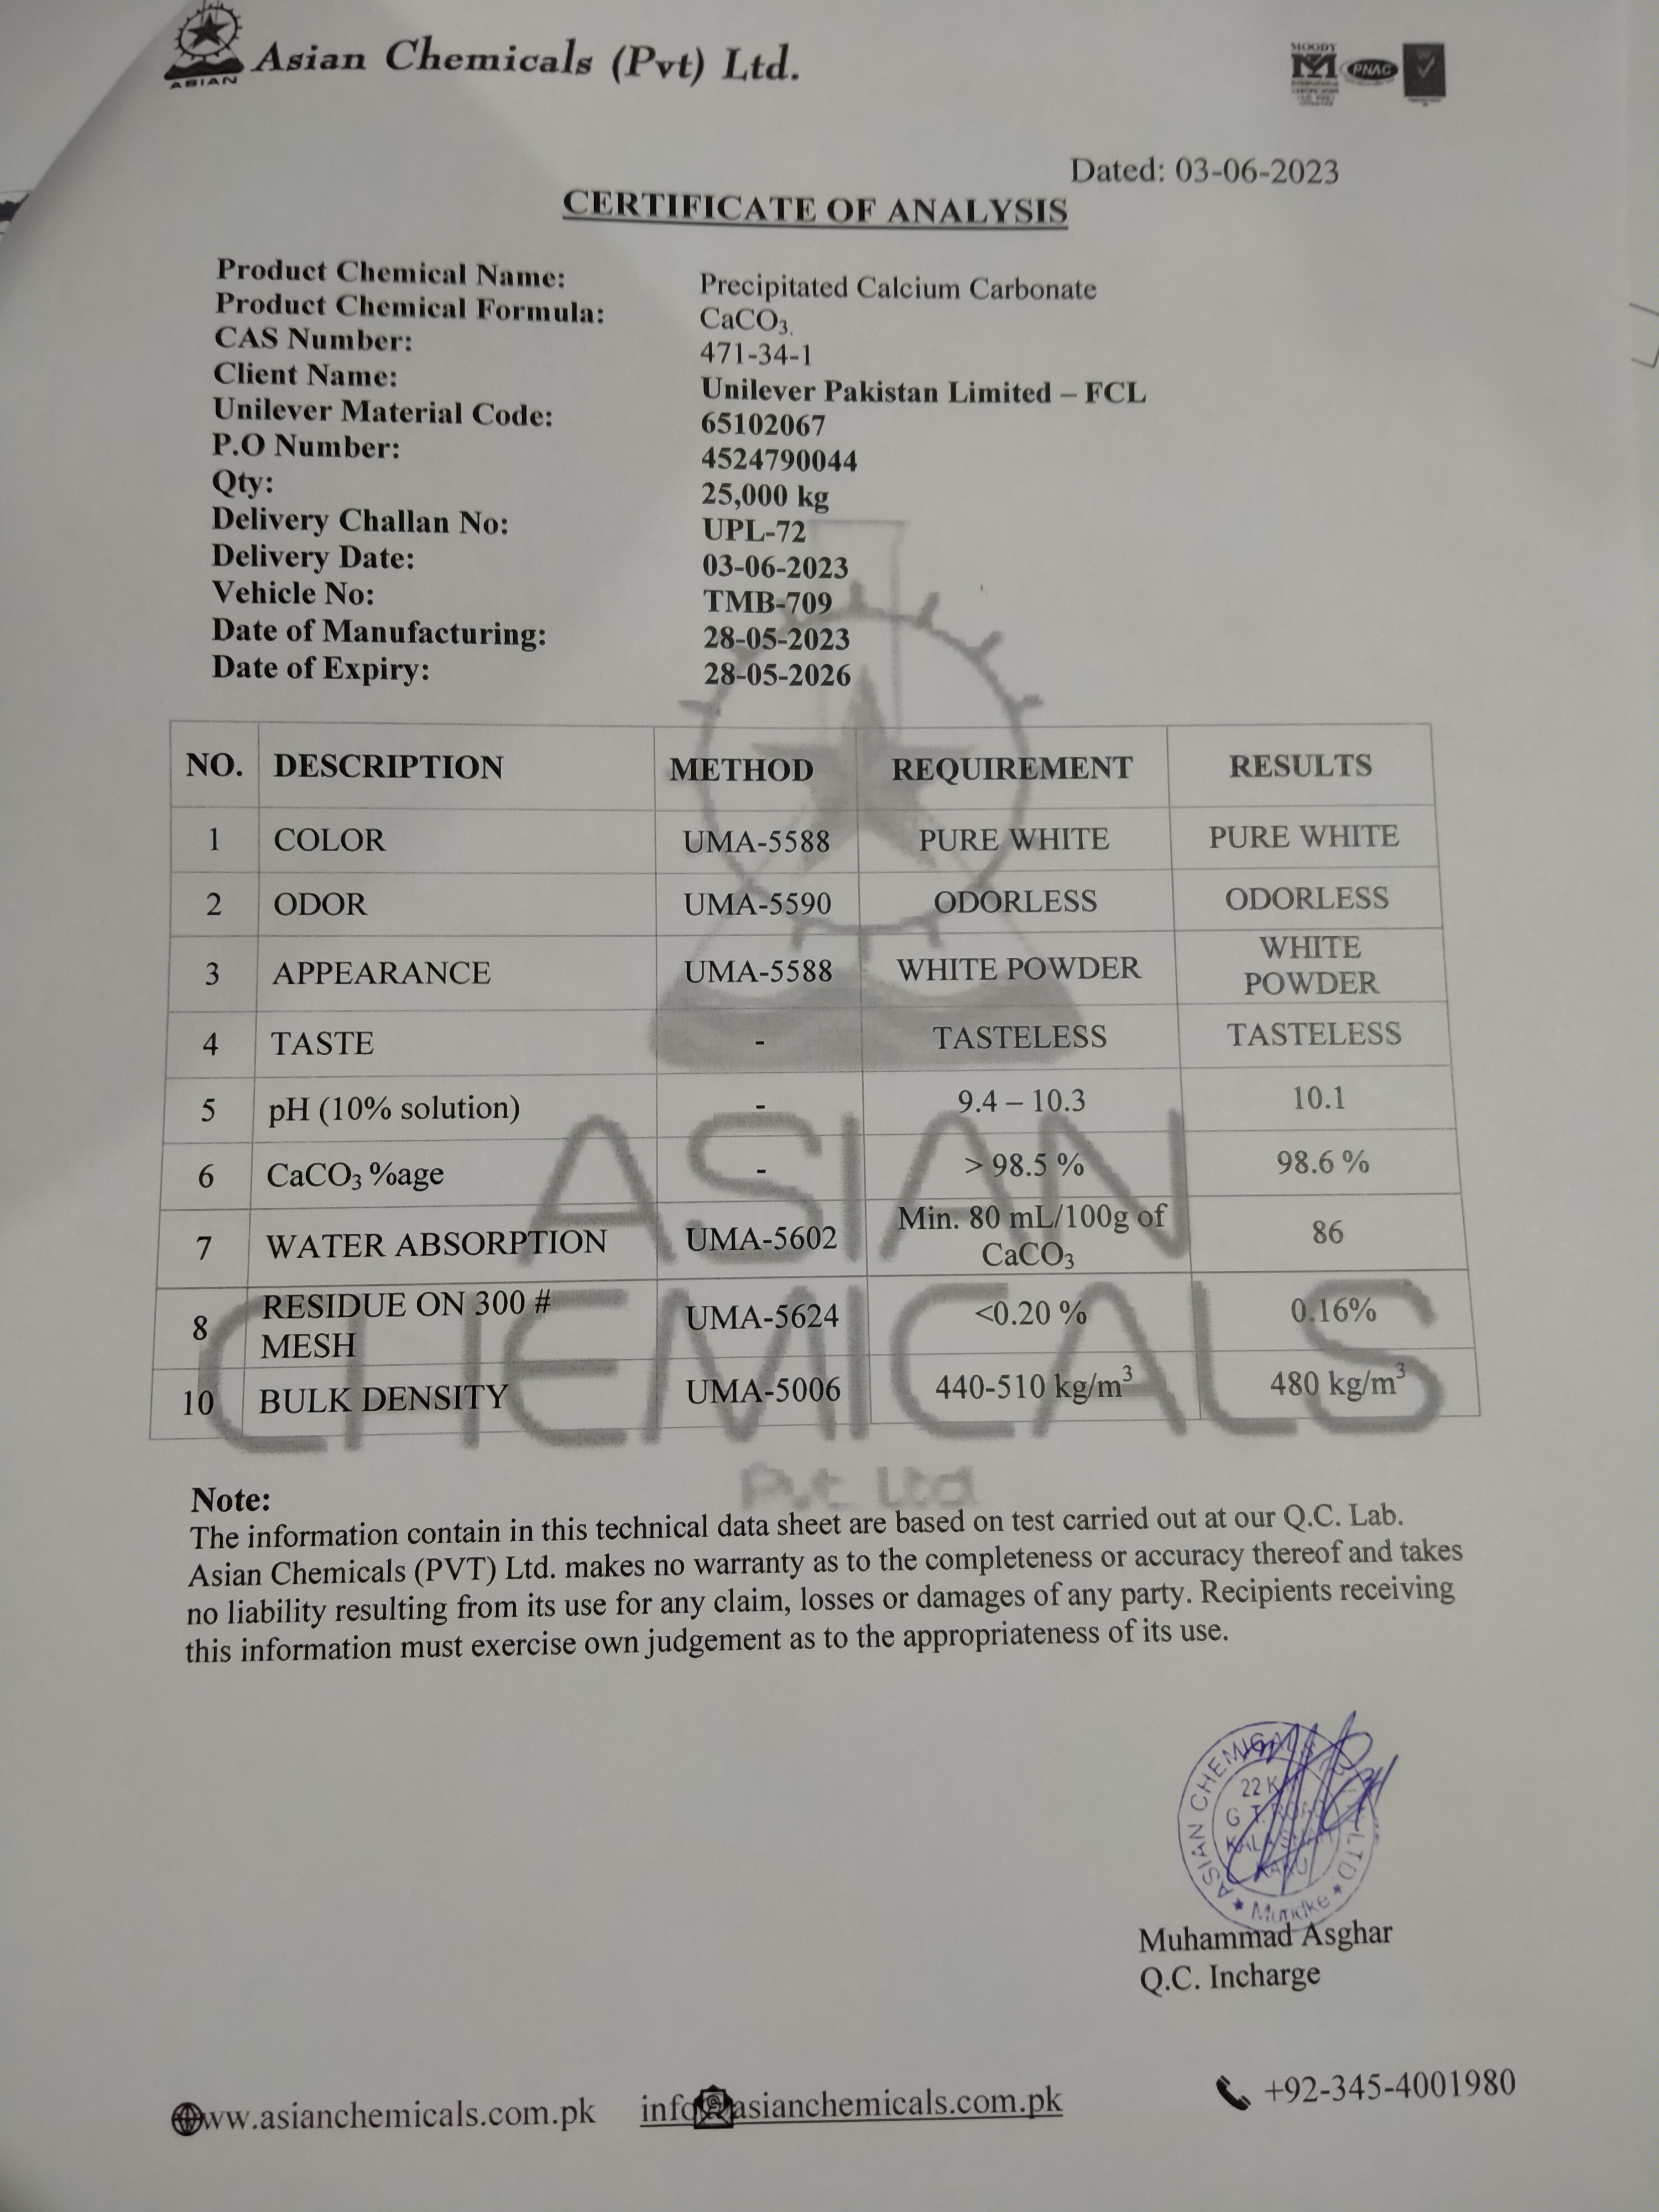 ASIAN
Asian Chemicals (Pvt) Ltd.
MOODY
PNAC
Dated: 03-06-2023
CERTIFICATE OF ANALYSIS
Product Chemical Name: Precipitated Calcium Carbonate
Product Chemical Formula: CaCO3.
CAS Number: 471-34-1
Client Name: Unilever Pakistan Limited – FCL
Unilever Material Code: 65102067
P.O Number: 4524790044
Qty: 25,000 kg
Delivery Challan No: UPL-72
Delivery Date: 03-06-2023
Vehicle No: TMB-709
Date of Manufacturing: 28-05-2023
Date of Expiry: 28-05-2026
NO. DESCRIPTION METHOD REQUIREMENT RESULTS
1 COLOR UMA-5588 PURE WHITE PURE WHITE
2 ODOR UMA-5590 ODORLESS ODORLESS
3 APPEARANCE UMA-5588 WHITE POWDER WHITE
POWDER
4 TASTE - TASTELESS TASTELESS
5 pH (10% solution) - 9.4 – 10.3 10.1
6 CaCO3 %age - > 98.5 % 98.6 %
7 WATER ABSORPTION UMA-5602 Min. 80 mL/100g of
CaCO3 86
8 RESIDUE ON 300 #
MESH UMA-5624 <0.20 % 0.16%
10 BULK DENSITY UMA-5006 440-510 kg/m3 480 kg/m3
ASIAN
CHEMICALS
Pvt Ltd
Note:
The information contain in this technical data sheet are based on test carried out at our Q.C. Lab.
Asian Chemicals (PVT) Ltd. makes no warranty as to the completeness or accuracy thereof and takes
no liability resulting from its use for any claim, losses or damages of any party. Recipients receiving
this information must exercise own judgement as to the appropriateness of its use.
ASIAN CHEMICALS LTD
22 K
G.T. ROAD
Muridke
Muhammad Asghar
Q.C. Incharge
ww.asianchemicals.com.pk info@asianchemicals.com.pk +92-345-4001980